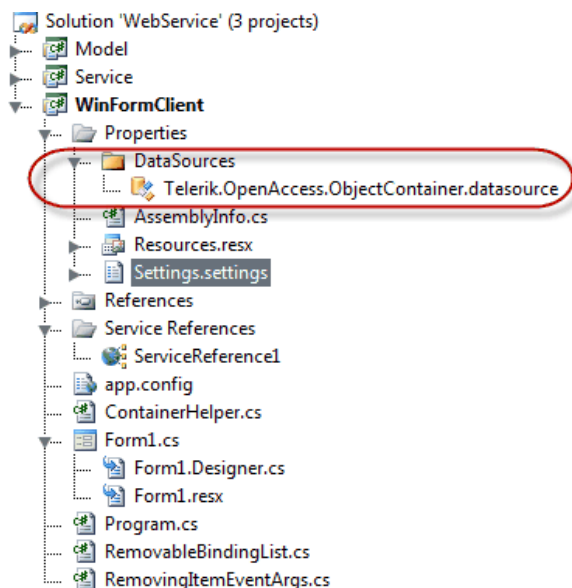 Solution 'WebService' (3 projects)
Model
Service
WinFormClient
Properties
DataSources
Telerik.OpenAccess.ObjectContainer.datasource
AssemblyInfo.cs
Resources.resx
Settings.settings
References
Service References
ServiceReference1
app.config
ContainerHelper.cs
Form1.cs
Form1.Designer.cs
Form1.resx
Program.cs
RemovableBindingList.cs
RemovingItemEventArgs.cs